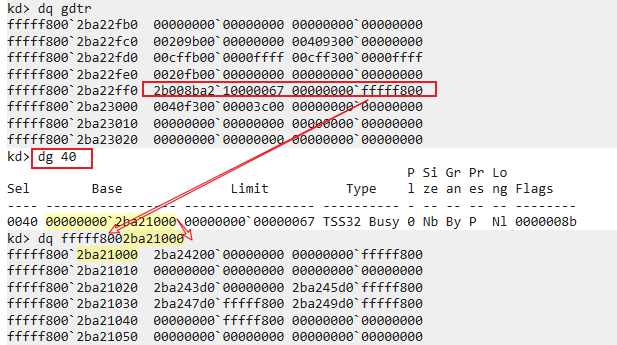 kd> dq gdtr
fffff800`2ba22fb0  00000000`00000000 00000000`00000000
fffff800`2ba22fc0  00209b00`00000000 00409300`00000000
fffff800`2ba22fd0  00cffb00`0000ffff 00cff300`0000ffff
fffff800`2ba22fe0  0020fb00`00000000 00000000`00000000
fffff800`2ba22ff0  2b008ba2`10000067 00000000`fffff800
fffff800`2ba23000  0040f300`00003c00 00000000`00000000
fffff800`2ba23010  00000000`00000000 00000000`00000000
fffff800`2ba23020  00000000`00000000 00000000`00000000
kd> dg 40
P Si Gr Pr Lo
Sel Base Limit Type l ze an es ng Flags
---- ----------------- ----------------- ---------- - -- -- -- -- --------
0040 00000000`2ba21000 00000000`00000067 TSS32 Busy 0 Nb By P  Nl 0000008b
kd> dq fffff8002ba21000
fffff800`2ba21000  2ba24200`00000000 00000000`fffff800
fffff800`2ba21010  00000000`00000000 00000000`00000000
fffff800`2ba21020  2ba243d0`00000000 2ba245d0`fffff800
fffff800`2ba21030  2ba247d0`fffff800 2ba249d0`fffff800
fffff800`2ba21040  00000000`fffff800 00000000`00000000
fffff800`2ba21050  00000000`00000000 00000000`00000000